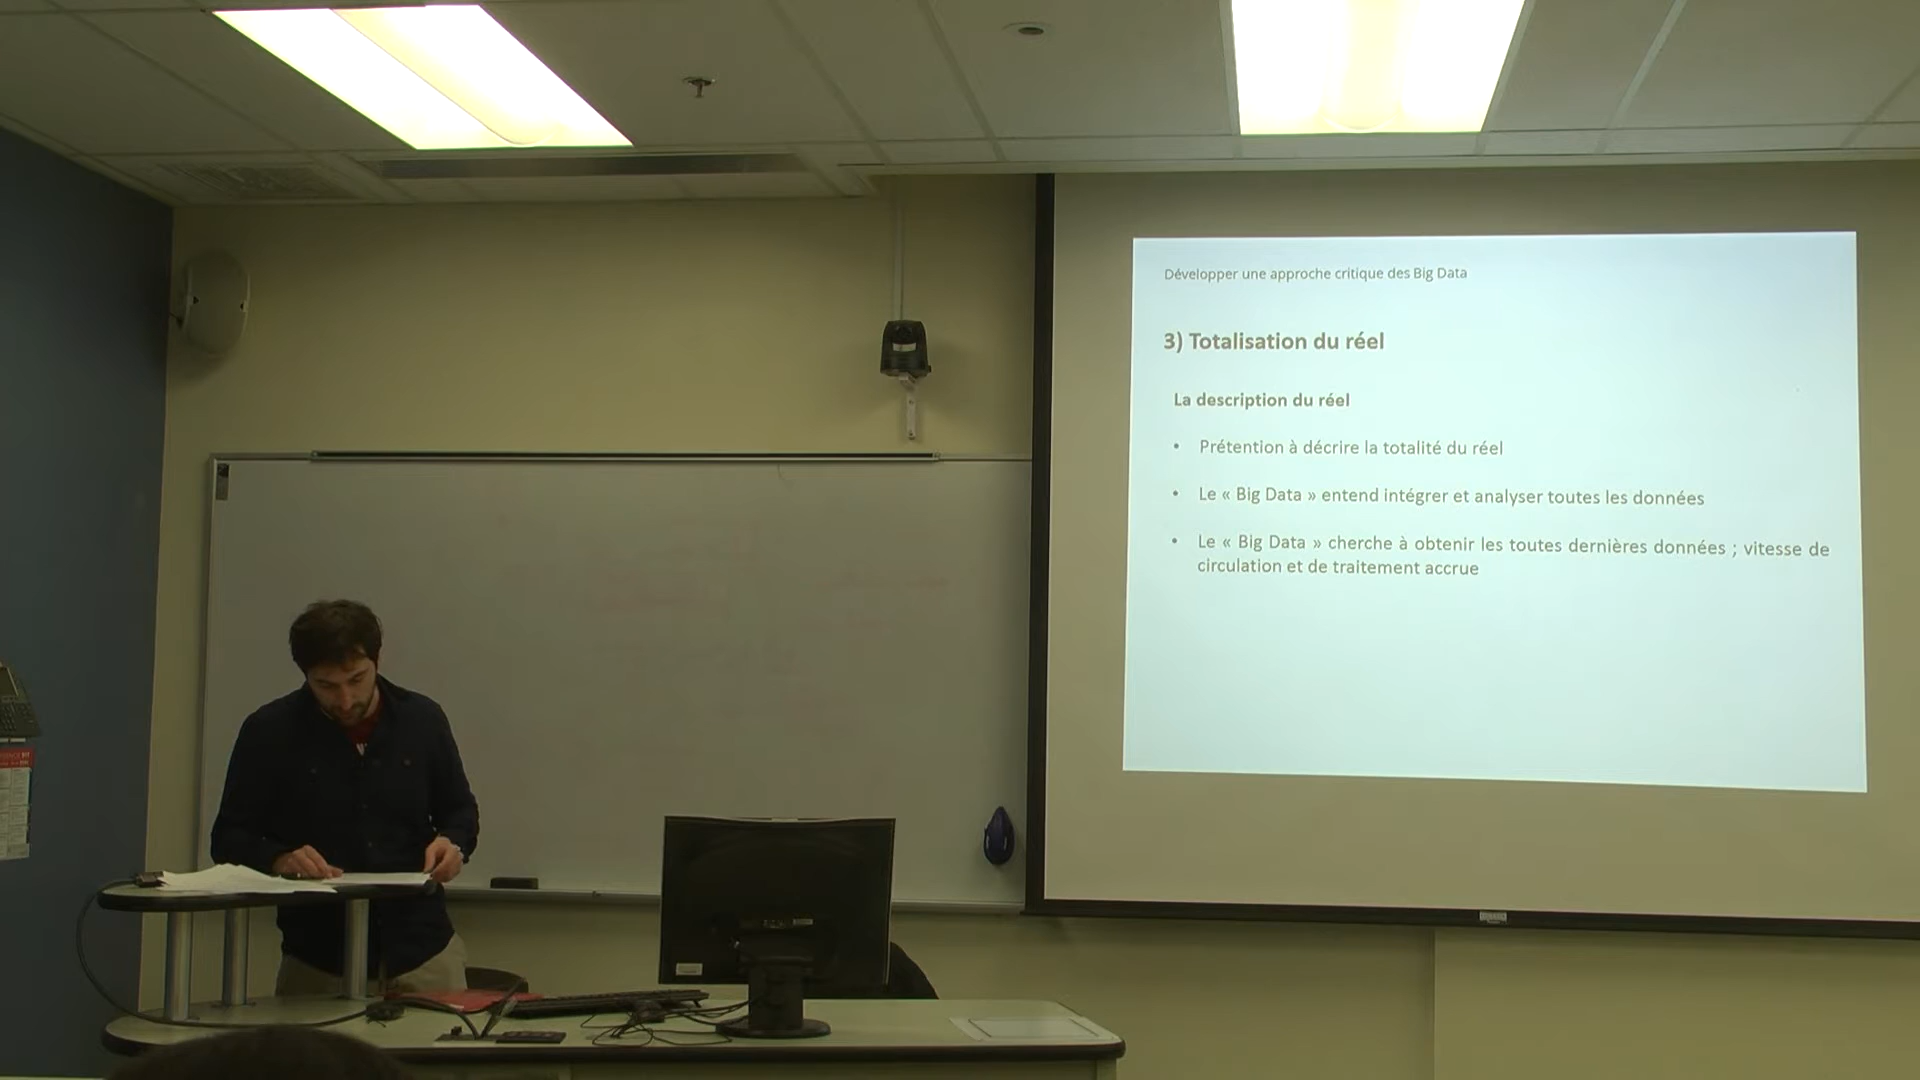 Développer une approche critique des Big Data
3) Totalisation du réel
La description du réel
• Prétention à décrire la totalité du réel
• Le « Big Data » entend intégrer et analyser toutes les données
• Le « Big Data » cherche à obtenir les toutes dernières données ; vitesse de
circulation et de traitement accrue